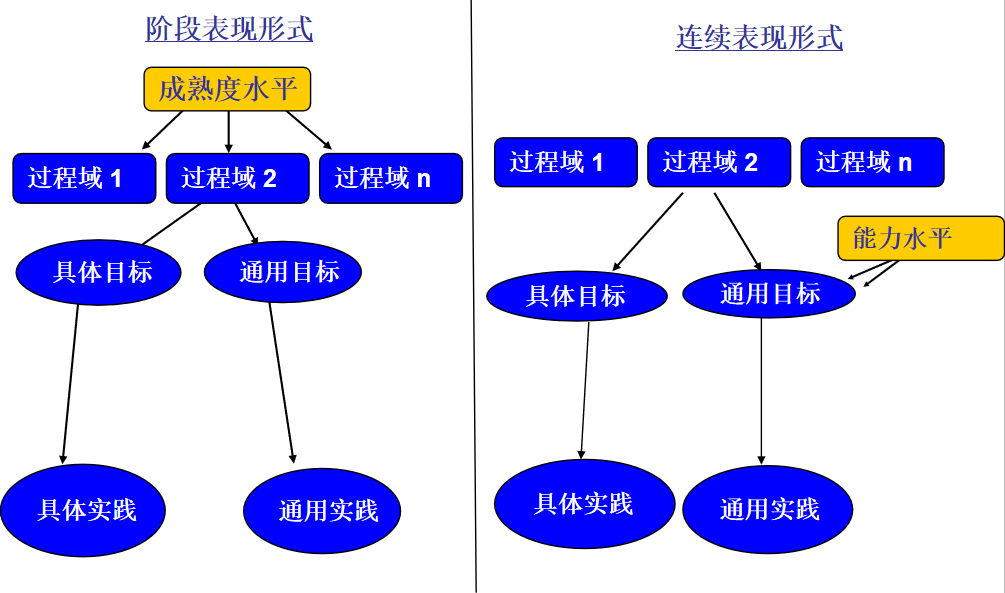 阶段表现形式
成熟度水平
过程域 1
过程域 2
过程域 n
具体目标
通用目标
具体实践
通用实践
连续表现形式
过程域 1
过程域 2
过程域 n
能力水平
具体目标
通用目标
具体实践
通用实践